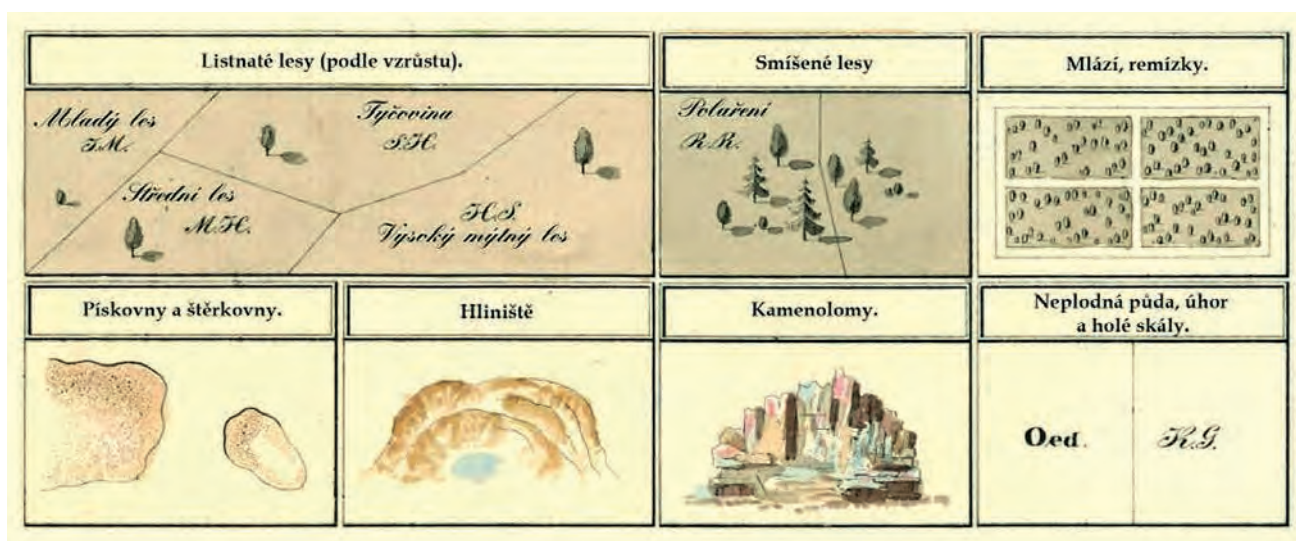 Listnaté lesy (podle vzrůstu).
Smíšené lesy
Mlází, remízky.
Mladý les
J.M.
Tyčovina
S.H.
Střední les
M.H.
H.S.
Vysoký mýtný les
Polaření
R.R.
Pískovny a štěrkovny.
Hliniště
Kamenolomy.
Neplodná půda, úhor
a holé skály.
Oed.
K.G.